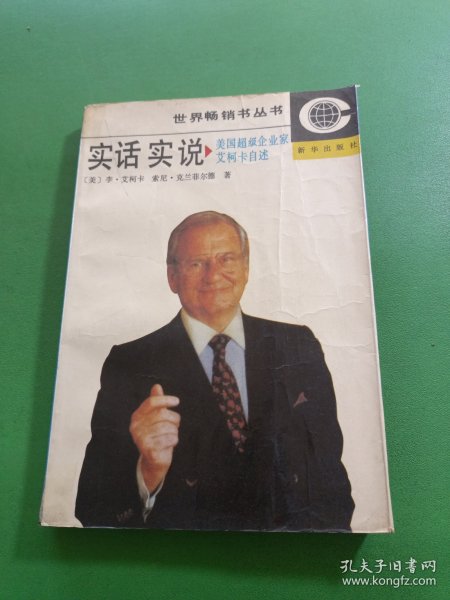 世界畅销书丛书
实话实说
美国超级企业家
艾柯卡自述
新华出版社
〔美〕李·艾柯卡 索尼·克兰菲尔德 著
孔夫子旧书网
www.kongfz.com